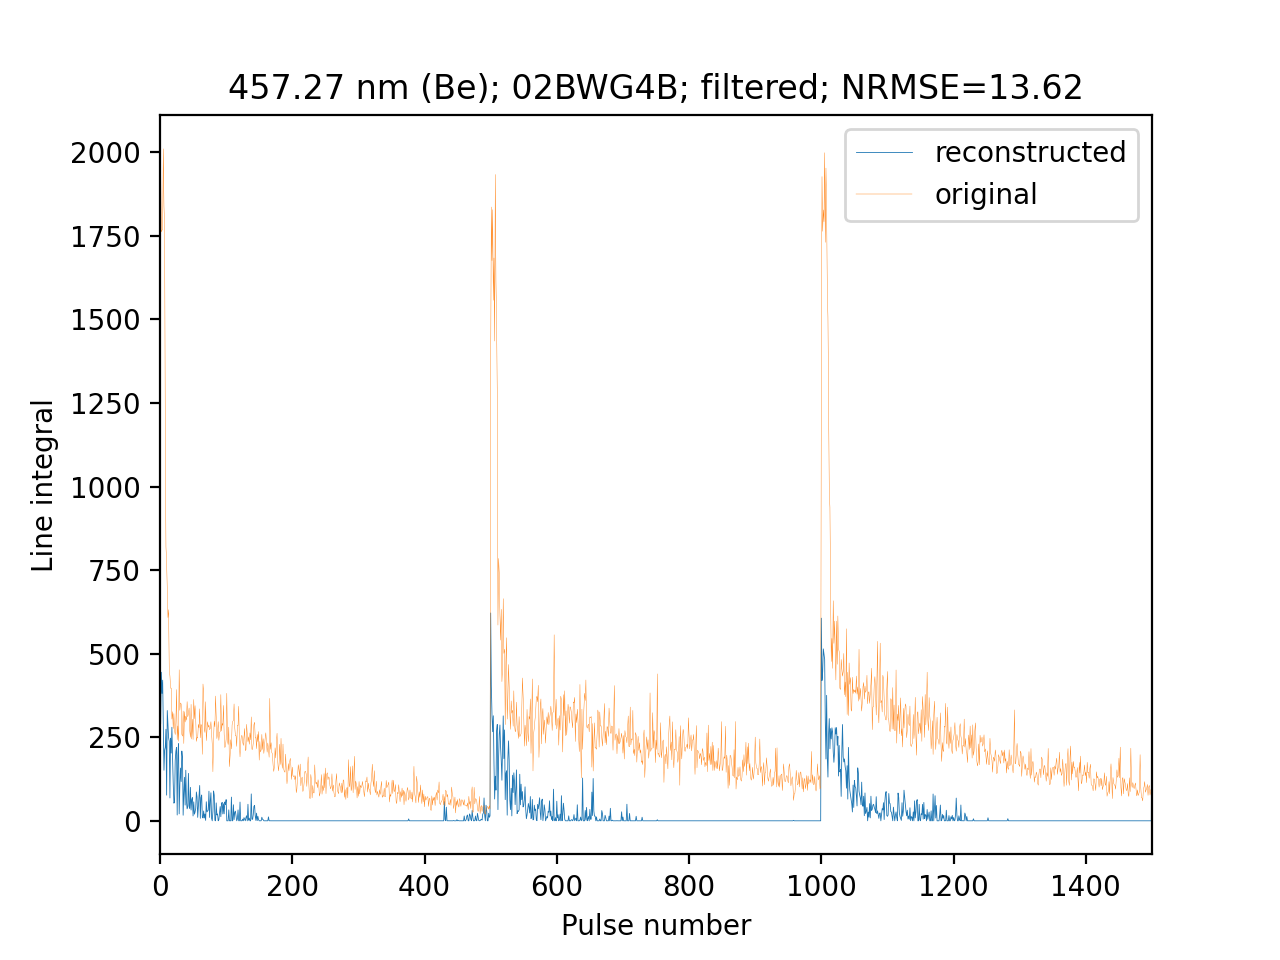 457.27 nm (Be); 02BWG4B; filtered; NRMSE=13.62
reconstructed
original
Line integral
2000
1750
1500
1250
1000
750
500
250
0
0 200 400 600 800 1000 1200 1400
Pulse number